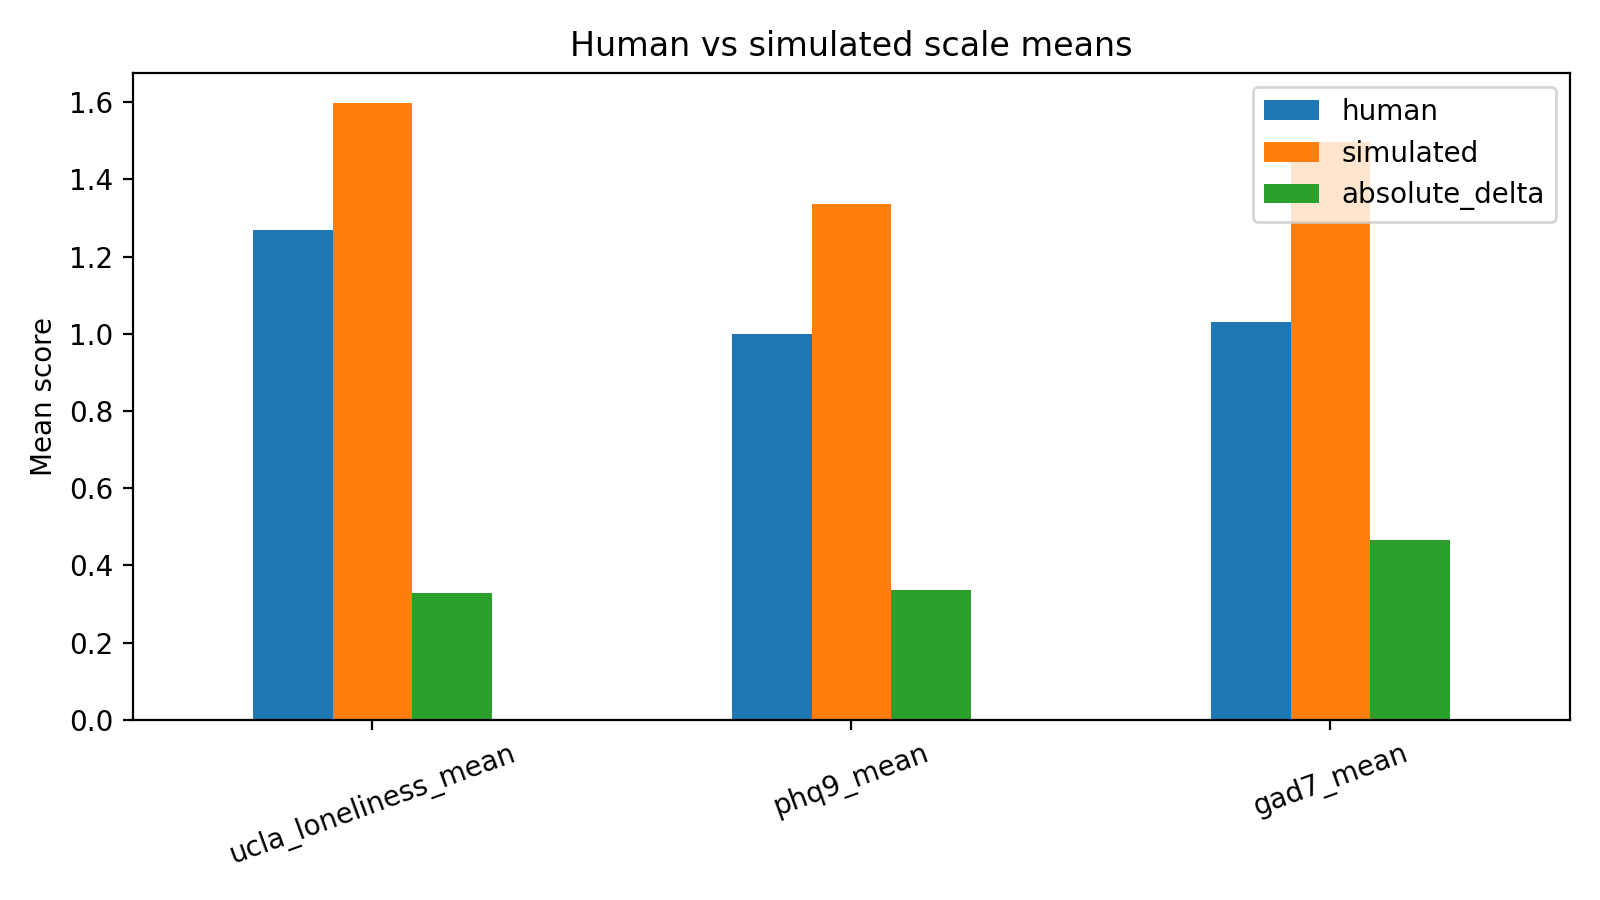 Human vs simulated scale means
Mean score
1.6
1.4
1.2
1.0
0.8
0.6
0.4
0.2
0.0
human
simulated
absolute_delta
ucla_loneliness_mean
phq9_mean
gad7_mean